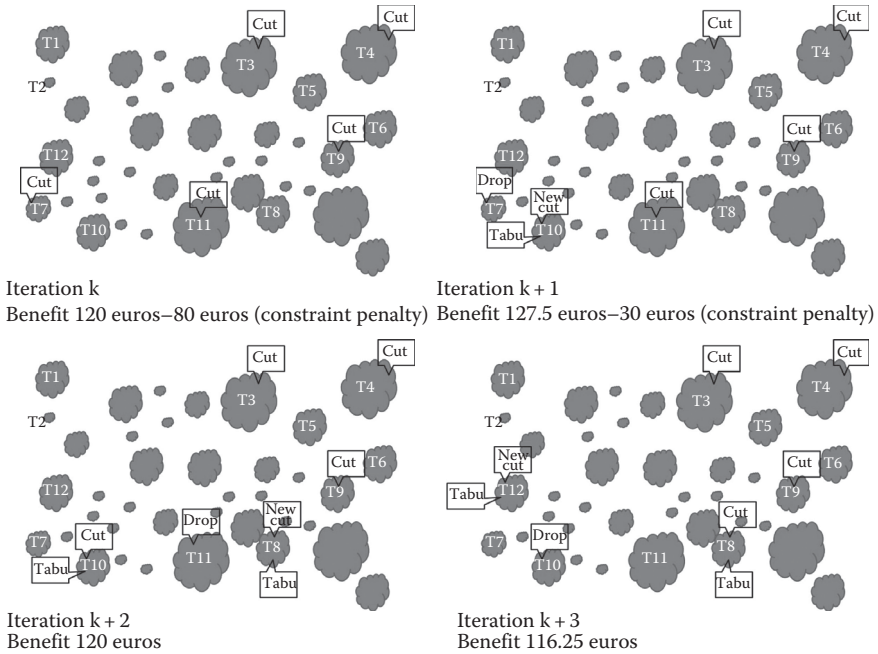 Cut
Cut
T1
T3
T4
T2
T5
Cut
T6
T12
T9
Cut
Cut
T7
T10
T11
T8
Iteration k
Benefit 120 euros–80 euros (constraint penalty)
Cut
Cut
T1
T3
T4
T2
T5
Cut
T6
T12
T9
Drop
New
cut
Cut
T7
Tabu
T10
T11
T8
Iteration k + 1
Benefit 127.5 euros–30 euros (constraint penalty)
Cut
Cut
T1
T3
T4
T2
T5
Cut
T6
T12
T9
Cut
Drop
New
cut
T7
Tabu
T10
T11
T8
Tabu
Iteration k + 2
Benefit 120 euros
Cut
Cut
T1
T3
T4
T2
T5
New
cut
Cut
T6
Tabu
T12
T9
Drop
Cut
T7
T10
T11
T8
Tabu
Iteration k + 3
Benefit 116.25 euros